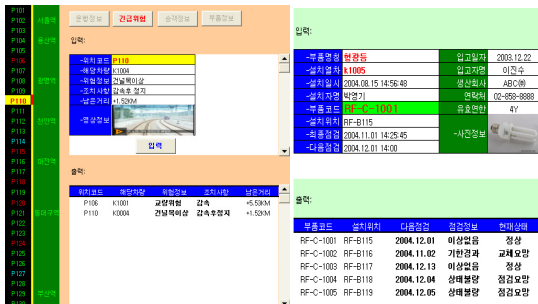 P101
P102 서울역
P103
P104 용산역
P105
P106
P107
P108 광명역
P109
P110
P111
P112 천안역
P113
P114
P115
P116 대전역
P117
P118
P119
P120
P121 동대구역
P122
P123
P124
P125
P126
P127
P128
P129 부산역
운행정보 긴급위험 승객정보 부품정보
입력:
-위치코드 P110
-해당차량 K1004
-위험정보 건널목이상
-조치사항 감속후 정지
-남은거리 +1.52KM
-영상정보
입력
출력:
위치코드 해당차량 위험정보 조치사항 남은거리
P106 K1001 교량위험 감속 +5.53KM
P110 K0004 건널목이상 감속후정지 +1.52KM
입력:
-부품명칭 형광등 입고일자 2003.12.22
-설치열차 k1005 입고자명 이진수
-설치일시 2004.08.15 14:56:48 생산회사 ABC㈜
-설치자명 박영기 연락처 02-858-8888
-부품코드 RF-C-1001 유효연한 4Y
-설치위치 RF-B115
-최종점검 2004.11.01 14:25:45 -사진정보
-다음점검 2004.12.01 14:00
출력:
부품코드 설치위치 다음점검 점검정보 현재상태
RF-C-1001 RF-B115 2004.12.01 이상없음 정상
RF-C-1002 RF-B116 2004.11.02 기한경과 교체요망
RF-C-1003 RF-B117 2004.12.13 이상없음 정상
RF-C-1004 RF-B118 2004.12.04 상태불량 점검요망
RF-C-1005 RF-B119 2004.12.05 상태불량 점검요망